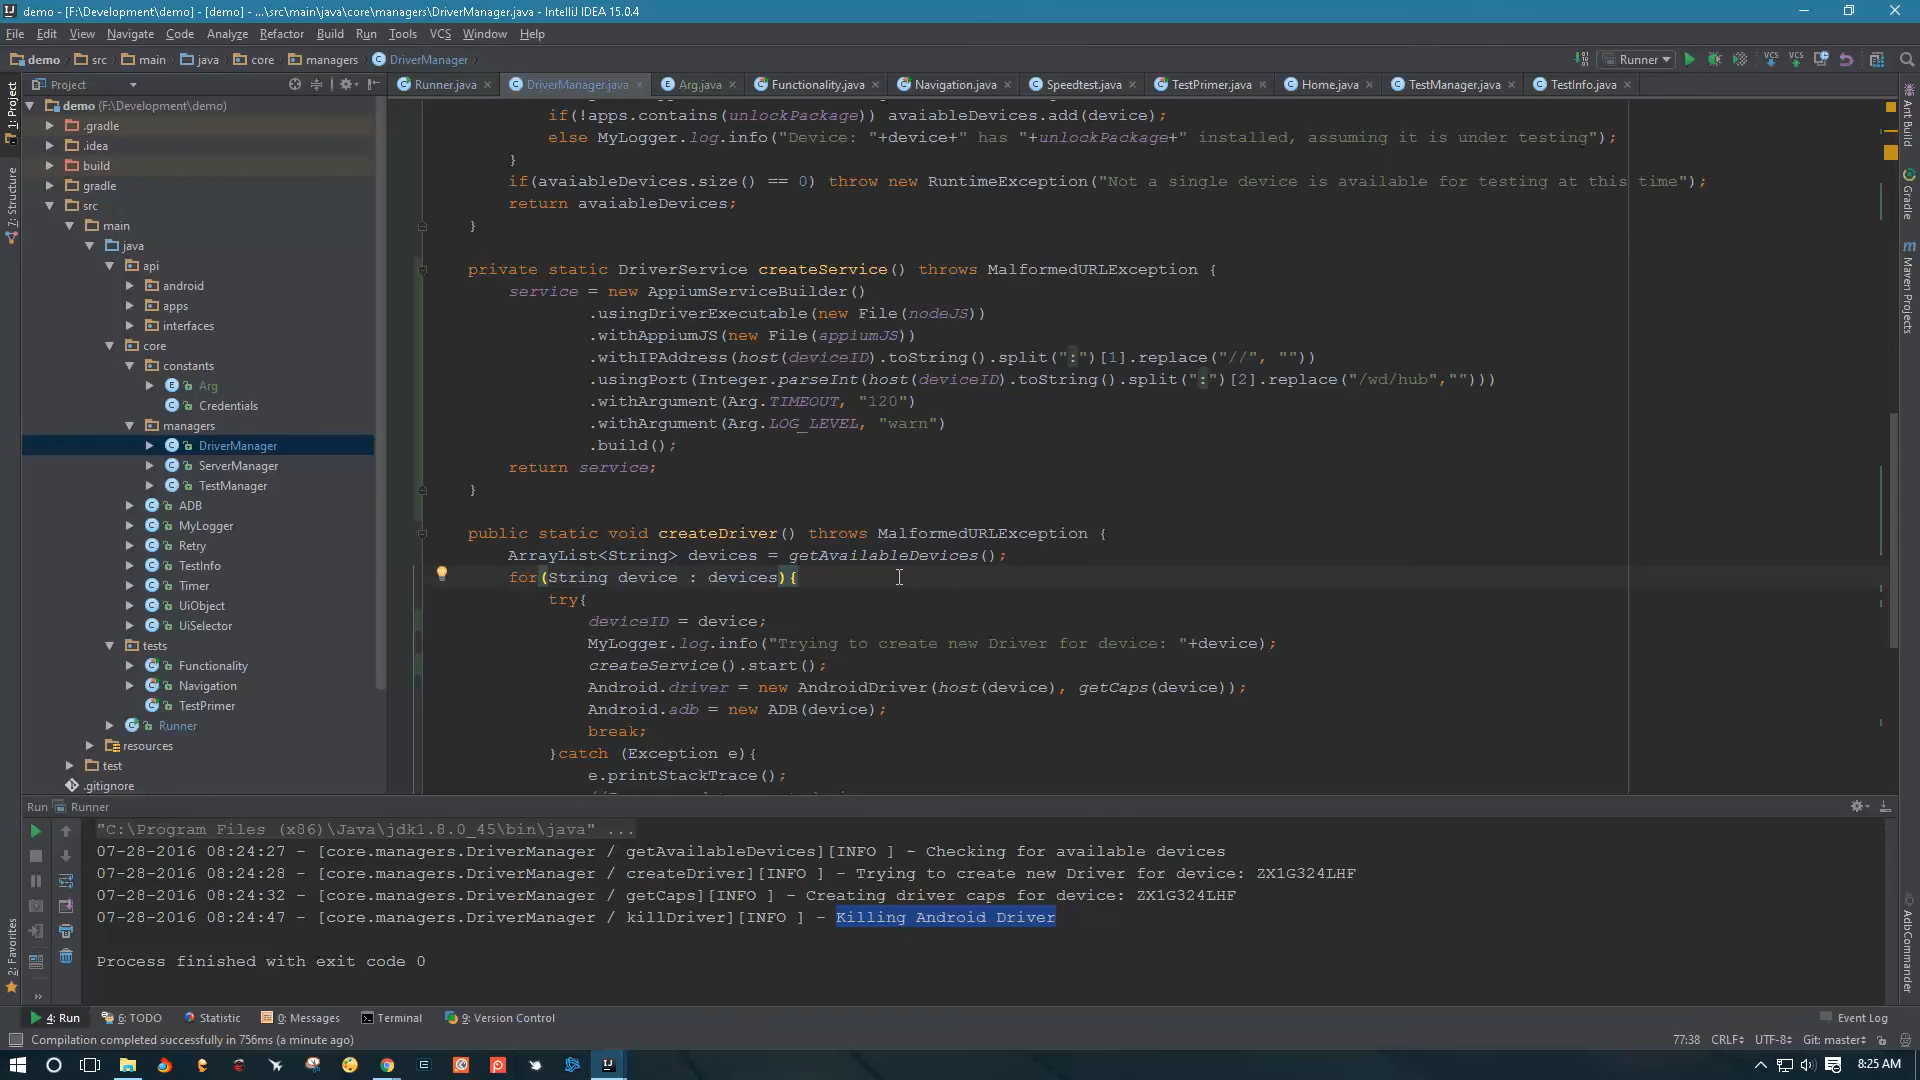 demo - [F:\Development\demo] - [demo] - ...\src\main\java\core\managers\DriverManager.java - IntelliJ IDEA 15.0.4
File Edit View Navigate Code Analyze Refactor Build Run Tools VCS Window Help
demo src main java core managers DriverManager Runner
Project Runner.java DriverManager.java Arg.java Functionality.java Navigation.java Speedtest.java TestPrimer.java Home.java TestManager.java TestInfo.java
demo (F:\Development\demo)
.gradle
.idea
build
gradle
src
main
java
api
android
apps
interfaces
core
constants
Arg
Credentials
managers
DriverManager
ServerManager
TestManager
ADB
MyLogger
Retry
TestInfo
Timer
UiObject
UiSelector
tests
Functionality
Navigation
TestPrimer
Runner
resources
test
.gitignore
if(!apps.contains(unlockPackage)) avaiableDevices.add(device);
else MyLogger.log.info("Device: "+device+" has "+unlockPackage+" installed, assuming it is under testing");
}
if(avaiableDevices.size() == 0) throw new RuntimeException("Not a single device is available for testing at this time");
return avaiableDevices;
}
private static DriverService createService() throws MalformedURLException {
service = new AppiumServiceBuilder()
.usingDriverExecutable(new File(nodeJS))
.withAppiumJS(new File(appiumJS))
.withIPAddress(host(deviceID).toString().split(":")[1].replace("//", ""))
.usingPort(Integer.parseInt(host(deviceID).toString().split(":")[2].replace("/wd/hub","")))
.withArgument(Arg.TIMEOUT, "120")
.withArgument(Arg.LOG_LEVEL, "warn")
.build();
return service;
}
public static void createDriver() throws MalformedURLException {
ArrayList<String> devices = getAvailableDevices();
for(String device : devices){
try{
deviceID = device;
MyLogger.log.info("Trying to create new Driver for device: "+device);
createService().start();
Android.driver = new AndroidDriver(host(device), getCaps(device));
Android.adb = new ADB(device);
break;
}catch (Exception e){
e.printStackTrace();
1: Project
7: Structure
2: Favorites
Ant Build
Gradle
Maven Projects
AdbCommander
Run Runner
"C:\Program Files (x86)\Java\jdk1.8.0_45\bin\java" ...
07-28-2016 08:24:27 - [core.managers.DriverManager / getAvailableDevices][INFO ] - Checking for available devices
07-28-2016 08:24:28 - [core.managers.DriverManager / createDriver][INFO ] - Trying to create new Driver for device: ZX1G324LHF
07-28-2016 08:24:32 - [core.managers.DriverManager / getCaps][INFO ] - Creating driver caps for device: ZX1G324LHF
07-28-2016 08:24:47 - [core.managers.DriverManager / killDriver][INFO ] - Killing Android Driver
Process finished with exit code 0
4: Run 6: TODO Statistic 0: Messages Terminal 9: Version Control Event Log
Compilation completed successfully in 756ms (a minute ago) 77:38 CRLF UTF-8 Git: master
8:25 AM